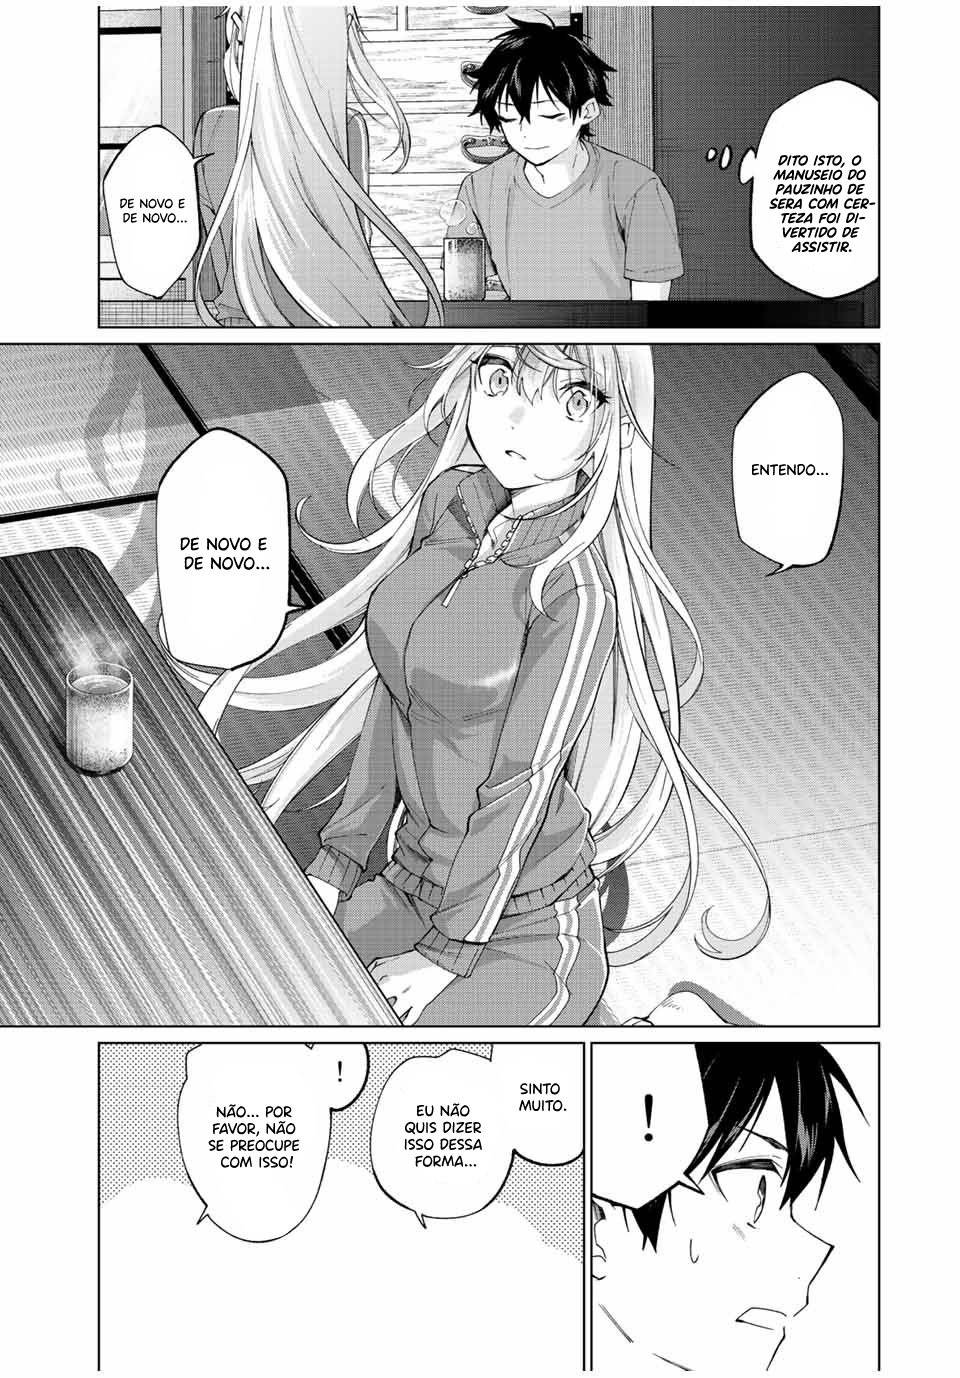 DITO ISTO, O
MANUSEIO DO
PAUZINHO DE
SERA COM CER-
TEZA FOI DI-
VERTIDO DE
ASSISTIR.
DE NOVO E
DE NOVO...
ENTENDO...
DE NOVO E
DE NOVO...
!
SINTO
MUITO.
EU NÃO
QUIS DIZER
ISSO DESSA
FORMA...
!
NÃO... POR
FAVOR, NÃO
SE PREOCUPE
COM ISSO!